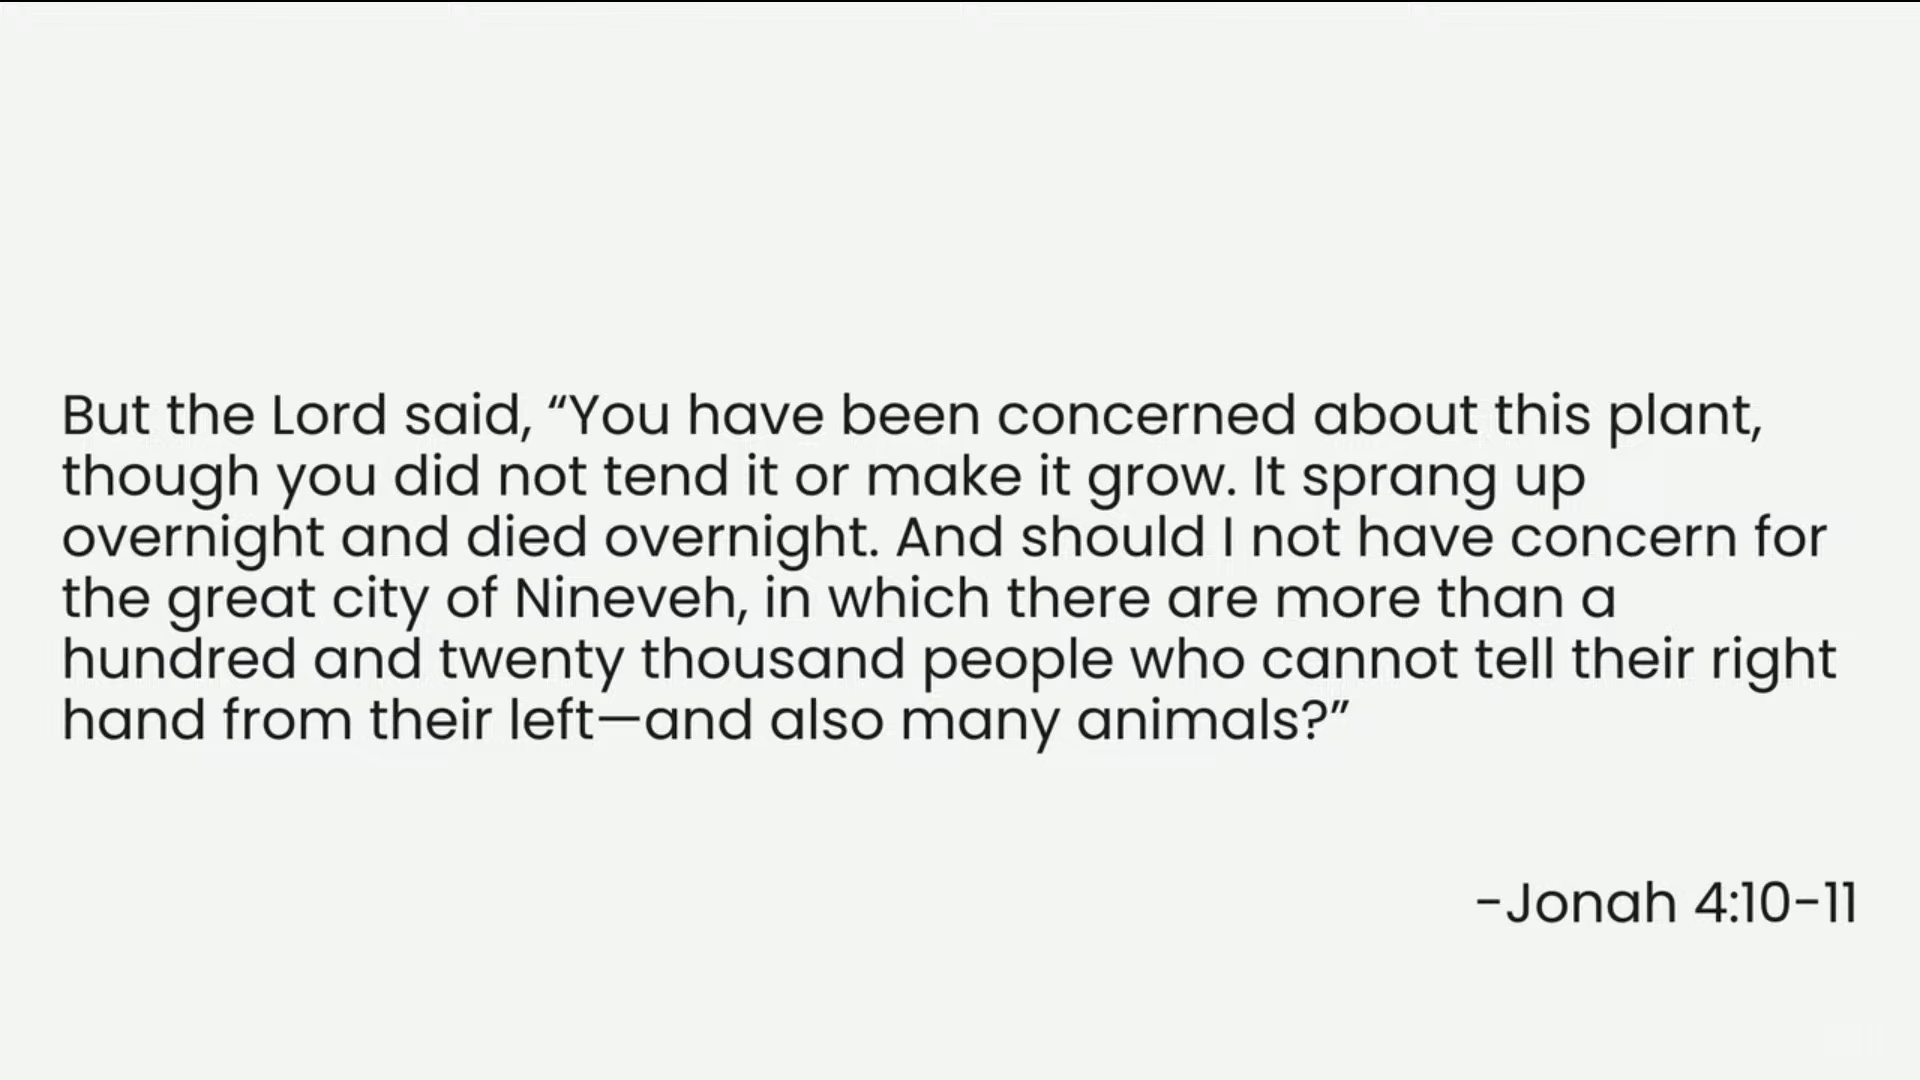 But the Lord said, “You have been concerned about this plant,
though you did not tend it or make it grow. It sprang up
overnight and died overnight. And should I not have concern for
the great city of Nineveh, in which there are more than a
hundred and twenty thousand people who cannot tell their right
hand from their left—and also many animals?”
-Jonah 4:10-11